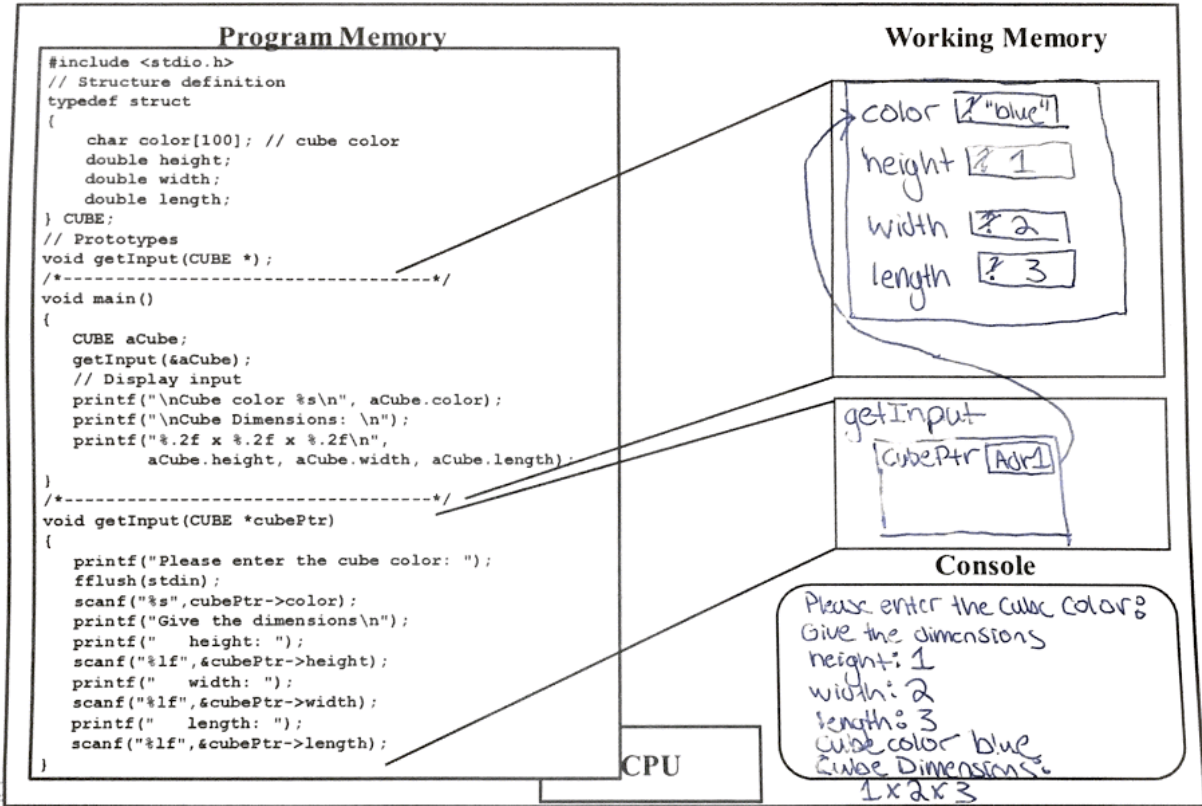 Program Memory
#include <stdio.h>
// Structure definition
typedef struct
{
    char color[100]; // cube color
    double height;
    double width;
    double length;
} CUBE;
// Prototypes
void getInput(CUBE *);
/*-----------------------------------*/
void main()
{
   CUBE aCube;
   getInput(&aCube);
   // Display input
   printf("\nCube color %s\n", aCube.color);
   printf("\nCube Dimensions: \n");
   printf("%.2f x %.2f x %.2f\n",
          aCube.height, aCube.width, aCube.length);
}
/*-----------------------------------*/
void getInput(CUBE *cubePtr)
{
   printf("Please enter the cube color: ");
   fflush(stdin);
   scanf("%s",cubePtr->color);
   printf("Give the dimensions\n");
   printf("   height: ");
   scanf("%lf",&cubePtr->height);
   printf("   width: ");
   scanf("%lf",&cubePtr->width);
   printf("   length: ");
   scanf("%lf",&cubePtr->length);
}
CPU
Working Memory
color ? "blue"
height ? 1
width ? 2
length ? 3
getInput
cubePtr Adr1
Console
Please enter the cube color:
Give the dimensions
height: 1
width: 2
length: 3
cube color blue
Cube Dimensions:
1 x 2 x 3